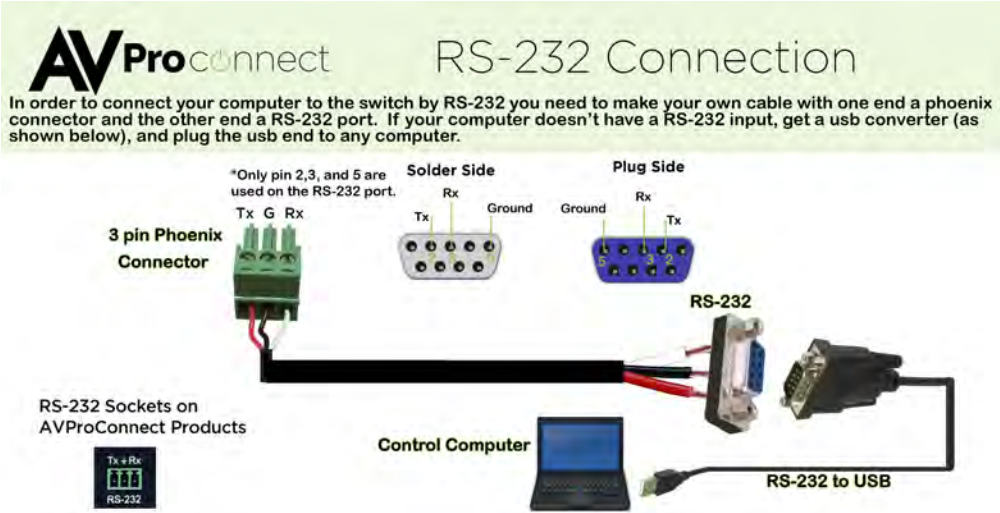 AVProconnect
RS-232 Connection
In order to connect your computer to the switch by RS-232 you need to make your own cable with one end a phoenix
connector and the other end a RS-232 port. If your computer doesn't have a RS-232 input, get a usb converter (as
shown below), and plug the usb end to any computer.
*Only pin 2,3, and 5 are
used on the RS-232 port.
Tx G Rx
3 pin Phoenix
Connector
Solder Side
Rx
Tx
Ground
Plug Side
Rx
Ground
Tx
5 3 2
RS-232
RS-232 Sockets on
AVProConnect Products
Tx + Rx
RS-232
Control Computer
RS-232 to USB